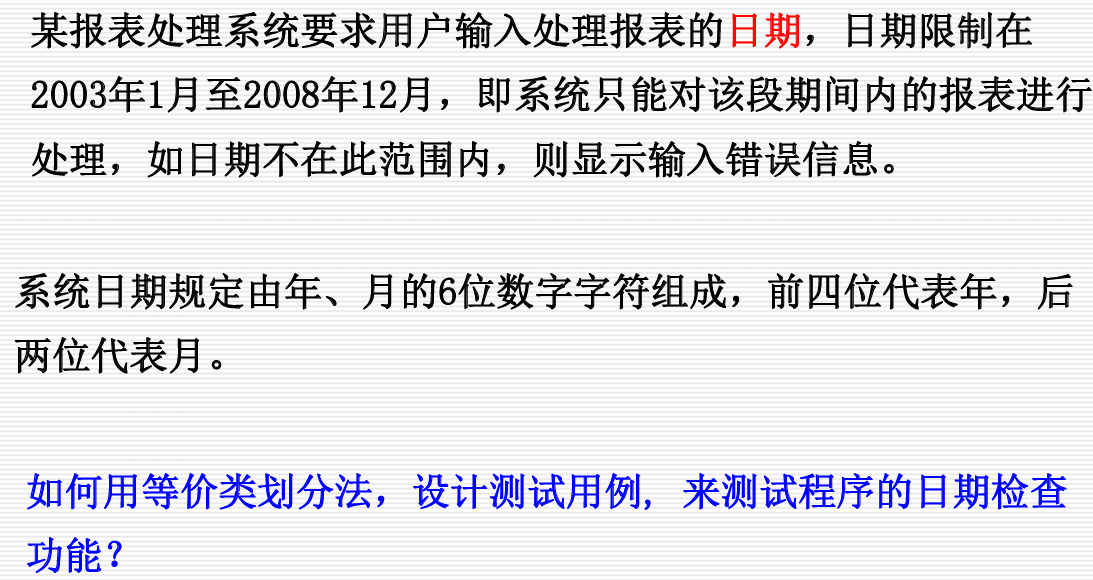 某报表处理系统要求用户输入处理报表的日期，日期限制在
2003年1月至2008年12月，即系统只能对该段期间内的报表进行
处理，如日期不在此范围内，则显示输入错误信息。
系统日期规定由年、月的6位数字字符组成，前四位代表年，后
两位代表月。
如何用等价类划分法，设计测试用例, 来测试程序的日期检查
功能？